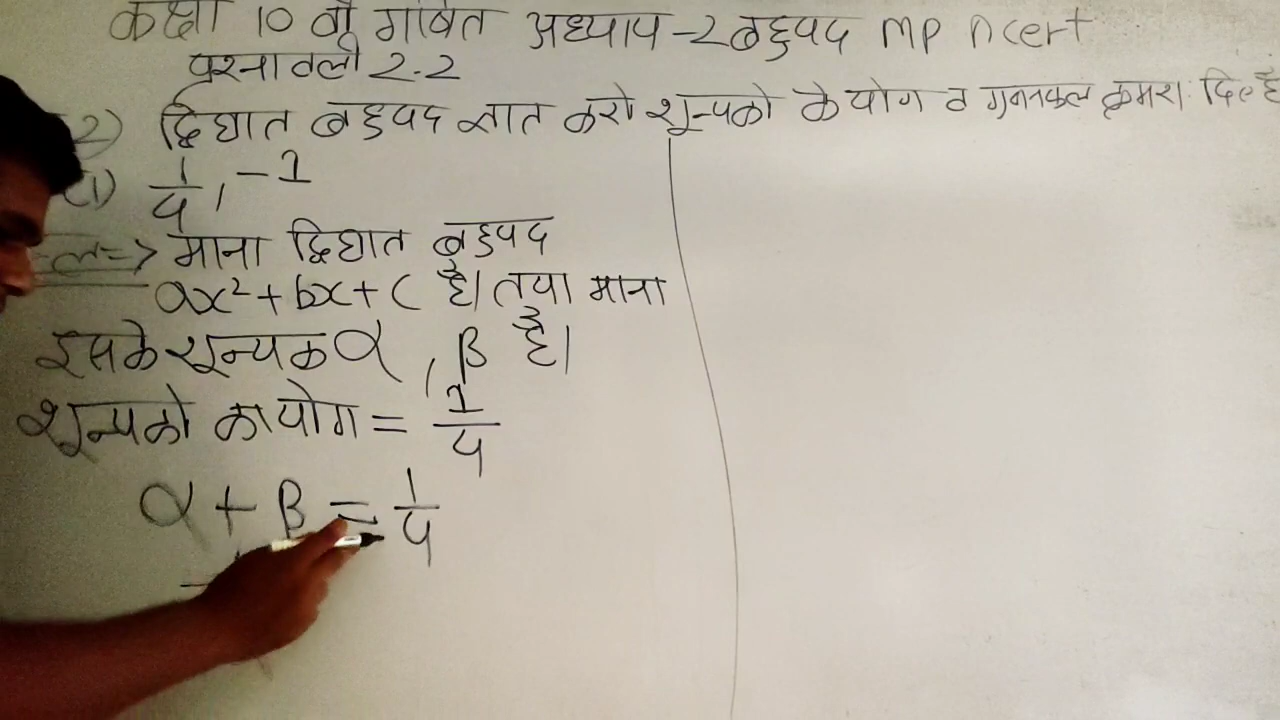 कक्षा 10 वी गणित अध्याय -2 बहुपद MP ncert
प्रश्नावली 2.2
2) द्विघात बहुपद ज्ञात करो शून्यको के योग व गुणनफल क्रमश: दिए है
(1) 1/4, -1
हल => माना द्विघात बहुपद
ax²+bx+c है। तथा माना
इसके शून्यक α, β है।
शून्यको का योग = 1/4
α + β = 1/4